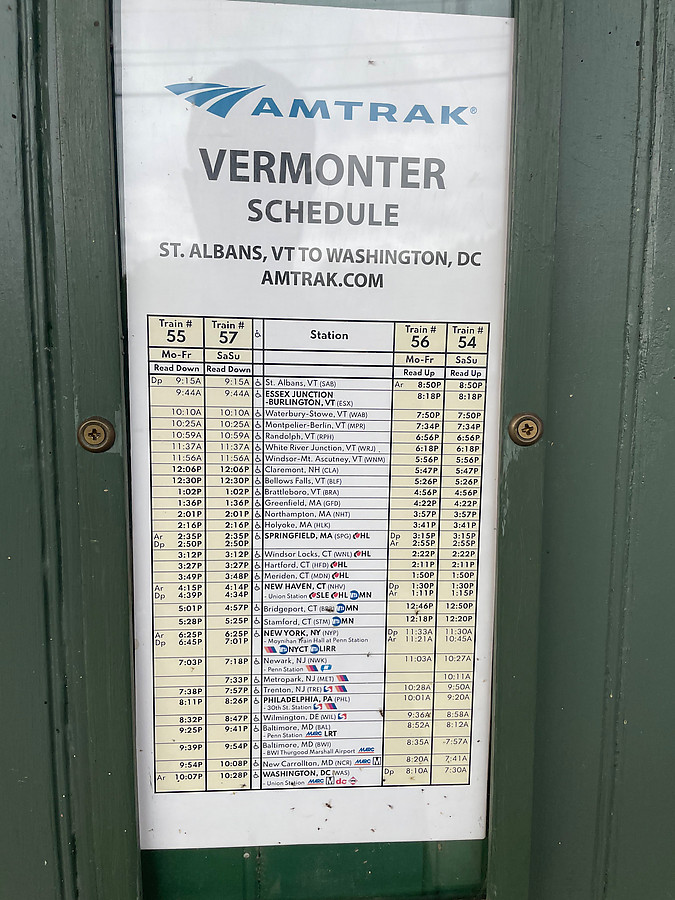 AMTRAK®
VERMONTER
SCHEDULE
ST. ALBANS, VT TO WASHINGTON, DC
AMTRAK.COM
Train # 55 Train # 57 Station Train # 56 Train # 54
Mo-Fr SaSu Mo-Fr SaSu
Read Down Read Down Read Up Read Up
Dp 9:15A 9:15A St. Albans, VT (SAB) Ar 8:50P 8:50P
9:44A 9:44A ESSEX JUNCTION 8:18P 8:18P
-BURLINGTON, VT (ESX)
10:10A 10:10A Waterbury-Stowe, VT (WAB) 7:50P 7:50P
10:25A 10:25A Montpelier-Berlin, VT (MPR) 7:34P 7:34P
10:59A 10:59A Randolph, VT (RPH) 6:56P 6:56P
11:37A 11:37A White River Junction, VT (WRJ) 6:18P 6:18P
11:56A 11:56A Windsor-Mt. Ascutney, VT (WNM) 5:56P 5:56P
12:06P 12:06P Claremont, NH (CLA) 5:47P 5:47P
12:30P 12:30P Bellows Falls, VT (BLF) 5:26P 5:26P
1:02P 1:02P Brattleboro, VT (BRA) 4:56P 4:56P
1:36P 1:36P Greenfield, MA (GFD) 4:22P 4:22P
2:01P 2:01P Northampton, MA (NHT) 3:57P 3:57P
2:16P 2:16P Holyoke, MA (HLK) 3:41P 3:41P
Ar 2:35P 2:35P SPRINGFIELD, MA (SPG) HL Dp 3:15P 3:15P
Dp 2:50P 2:50P Ar 2:55P 2:55P
3:12P 3:12P Windsor Locks, CT (WNL) HL 2:22P 2:22P
3:27P 3:27P Hartford, CT (HFD) HL 2:11P 2:11P
3:49P 3:48P Meriden, CT (MDN) HL 1:50P 1:50P
Ar 4:15P 4:14P NEW HAVEN, CT (NHV) Dp 1:30P 1:30P
Dp 4:39P 4:34P - Union Station SLE HL MN Ar 1:11P 1:15P
5:01P 4:57P Bridgeport, CT MN 12:46P 12:50P
5:28P 5:25P Stamford, CT (STM) MN 12:18P 12:20P
Ar 6:25P 6:25P NEW YORK, NY (NYP) Dp 11:33A 11:30A
Dp 6:45P 7:01P - Moynihan Train Hall at Penn Station Ar 11:21A 10:45A
NYCT LIRR
7:03P 7:18P Newark, NJ (NWK) 11:03A 10:27A
- Penn Station
7:33P Metropark, NJ (MET) 10:11A
7:38P 7:57P Trenton, NJ (TRE) 10:28A 9:50A
8:11P 8:26P PHILADELPHIA, PA (PHL) 10:01A 9:20A
- 30th St. Station
8:32P 8:47P Wilmington, DE (WIL) 9:36A 8:58A
9:25P 9:41P Baltimore, MD (BAL) 8:52A 8:12A
- Penn Station MARC LRT
9:39P 9:54P Baltimore, MD (BWI) 8:35A 7:57A
- BWI Thurgood Marshall Airport MARC
9:54P 10:08P New Carrollton, MD (NCR) MARC M 8:20A 7:41A
Ar 10:07P 10:28P WASHINGTON, DC (WAS) Dp 8:10A 7:30A
- Union Station MARC M dc